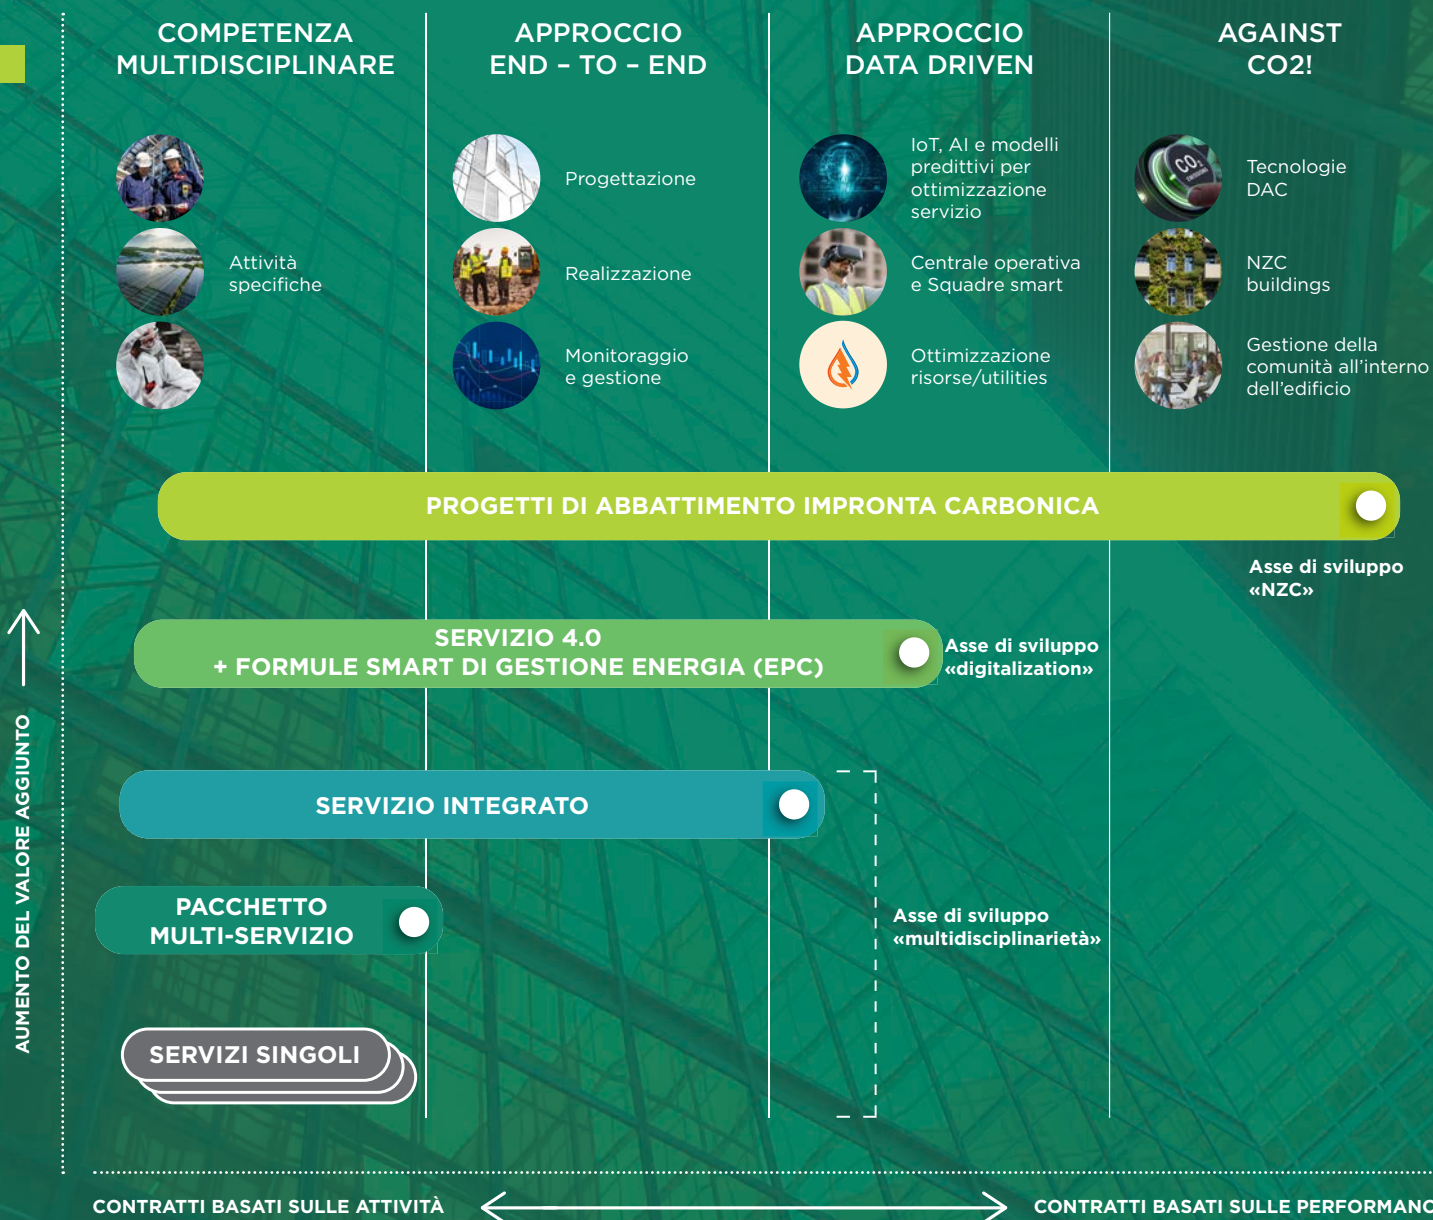 COMPETENZA
MULTIDISCIPLINARE
APPROCCIO
END – TO – END
APPROCCIO
DATA DRIVEN
AGAINST
CO2!
Attività
specifiche
Progettazione
Realizzazione
Monitoraggio
e gestione
IoT, AI e modelli
predittivi per
ottimizzazione
servizio
Centrale operativa
e Squadre smart
Ottimizzazione
risorse/utilities
CO₂
Tecnologie
DAC
NZC
buildings
Gestione della
comunità all'interno
dell'edificio
PROGETTI DI ABBATTIMENTO IMPRONTA CARBONICA
Asse di sviluppo
«NZC»
SERVIZIO 4.0
+ FORMULE SMART DI GESTIONE ENERGIA (EPC)
Asse di sviluppo
«digitalization»
SERVIZIO INTEGRATO
PACCHETTO
MULTI-SERVIZIO
Asse di sviluppo
«multidisciplinarietà»
SERVIZI SINGOLI
AUMENTO DEL VALORE AGGIUNTO
CONTRATTI BASATI SULLE ATTIVITÀ
CONTRATTI BASATI SULLE PERFORMANC